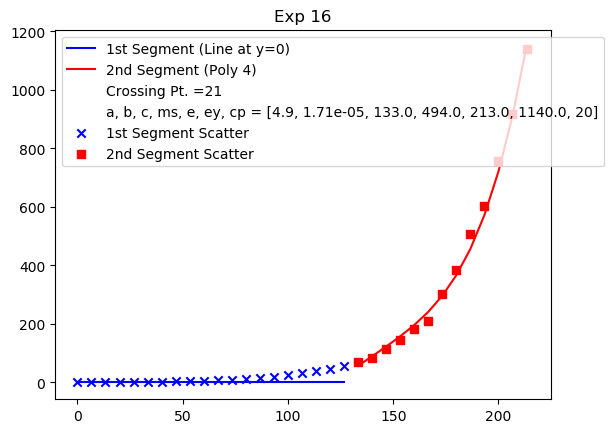 Exp 16
1st Segment (Line at y=0)
2nd Segment (Poly 4)
Crossing Pt. =21
a, b, c, ms, e, ey, cp = [4.9, 1.71e-05, 133.0, 494.0, 213.0, 1140.0, 20]
1st Segment Scatter
2nd Segment Scatter
1200
1000
800
600
400
200
0
0 50 100 150 200